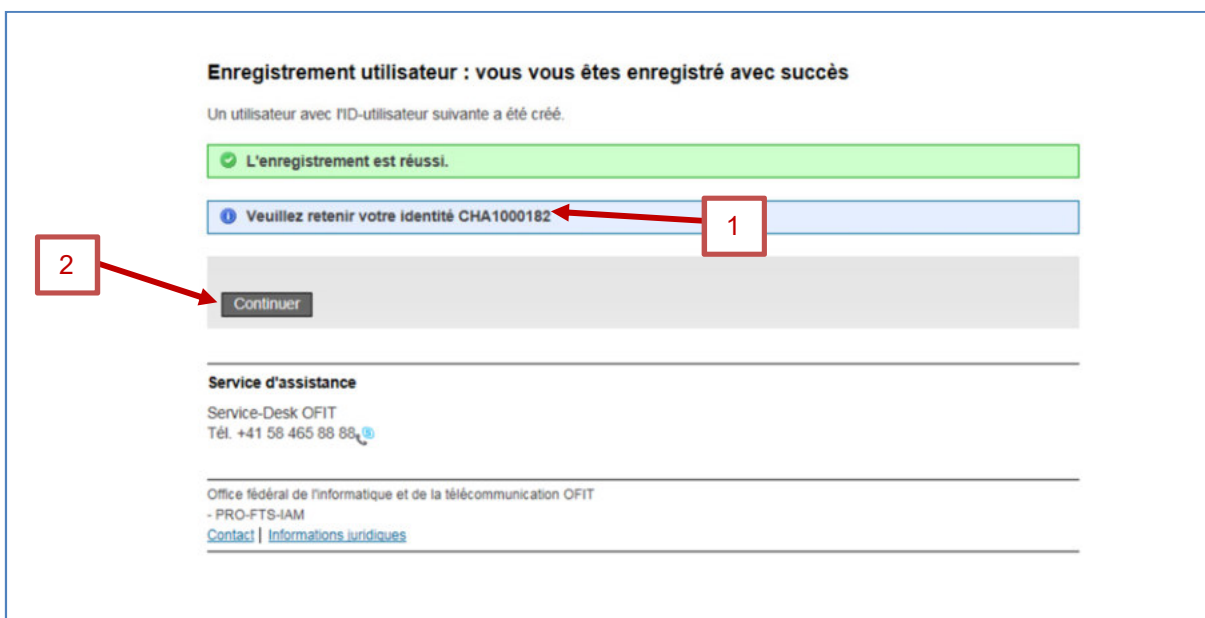 Enregistrement utilisateur : vous vous êtes enregistré avec succès
Un utilisateur avec l'ID-utilisateur suivante a été créé.
L'enregistrement est réussi.
Veuillez retenir votre identité CHA1000182
1
2
Continuer
Service d'assistance
Service-Desk OFIT
Tél. +41 58 465 88 88
Office fédéral de l'informatique et de la télécommunication OFIT
- PRO-FTS-IAM
Contact | Informations juridiques